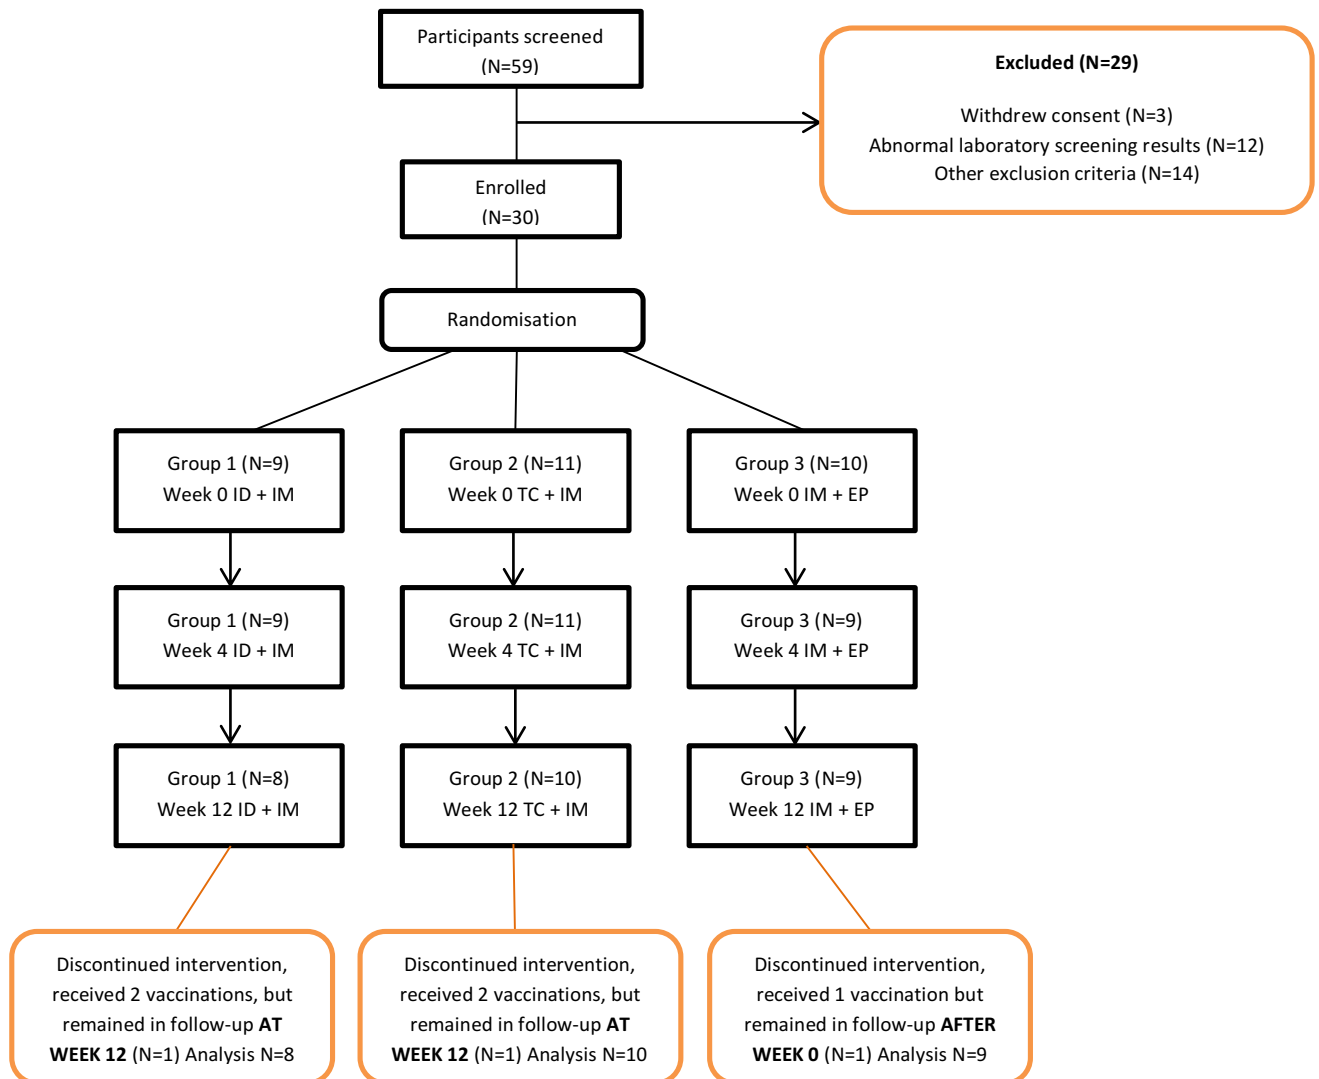 Participants screened
(N=59)
Excluded (N=29)
Withdrew consent (N=3)
Abnormal laboratory screening results (N=12)
Other exclusion criteria (N=14)
Enrolled
(N=30)
Randomisation
Group 1 (N=9)
Week 0 ID + IM
Group 2 (N=11)
Week 0 TC + IM
Group 3 (N=10)
Week 0 IM + EP
Group 1 (N=9)
Week 4 ID + IM
Group 2 (N=11)
Week 4 TC + IM
Group 3 (N=9)
Week 4 IM + EP
Group 1 (N=8)
Week 12 ID + IM
Group 2 (N=10)
Week 12 TC + IM
Group 3 (N=9)
Week 12 IM + EP
Discontinued intervention,
received 2 vaccinations, but
remained in follow-up AT
WEEK 12 (N=1) Analysis N=8
Discontinued intervention,
received 2 vaccinations, but
remained in follow-up AT
WEEK 12 (N=1) Analysis N=10
Discontinued intervention,
received 1 vaccination but
remained in follow-up AFTER
WEEK 0 (N=1) Analysis N=9